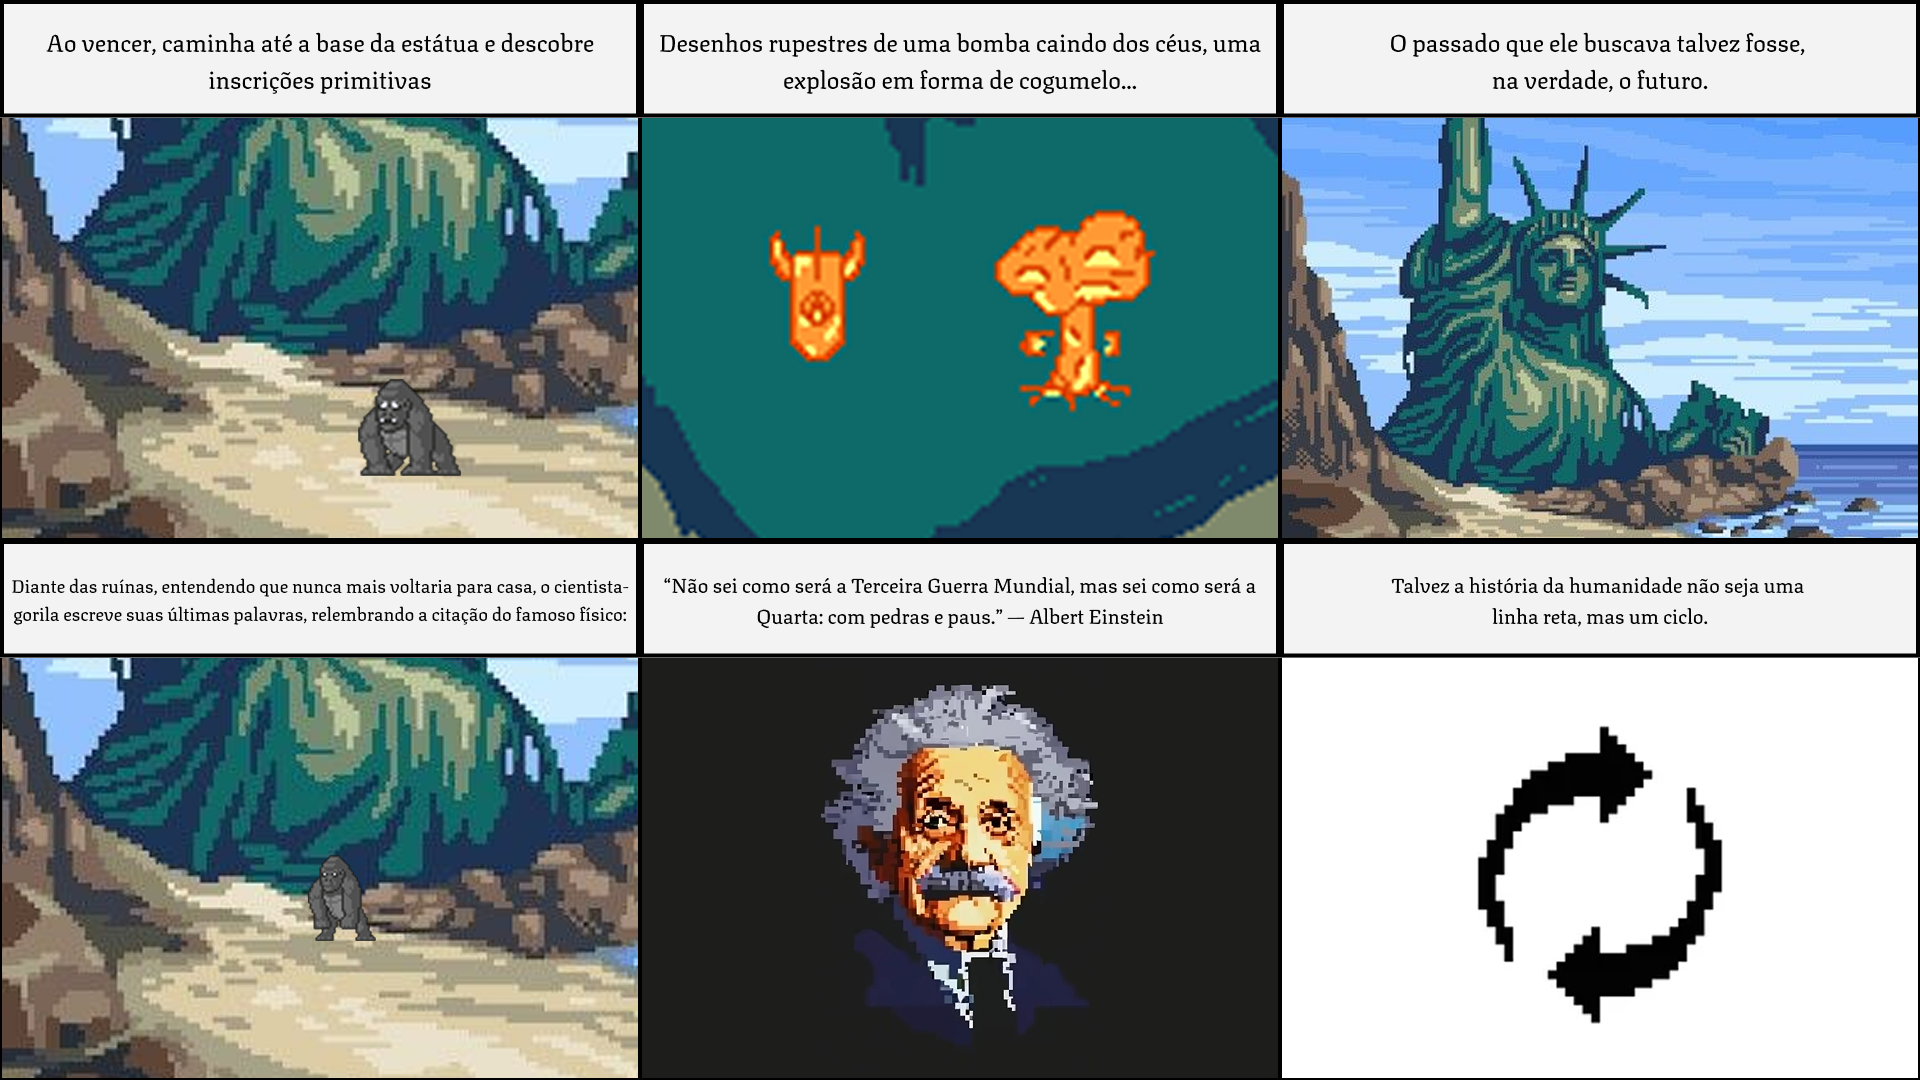 Ao vencer, caminha até a base da estátua e descobre
inscrições primitivas
Desenhos rupestres de uma bomba caindo dos céus, uma
explosão em forma de cogumelo...
O passado que ele buscava talvez fosse,
na verdade, o futuro.
Diante das ruínas, entendendo que nunca mais voltaria para casa, o cientista-
gorila escreve suas últimas palavras, relembrando a citação do famoso físico:
“Não sei como será a Terceira Guerra Mundial, mas sei como será a
Quarta: com pedras e paus.” — Albert Einstein
Talvez a história da humanidade não seja uma
linha reta, mas um ciclo.